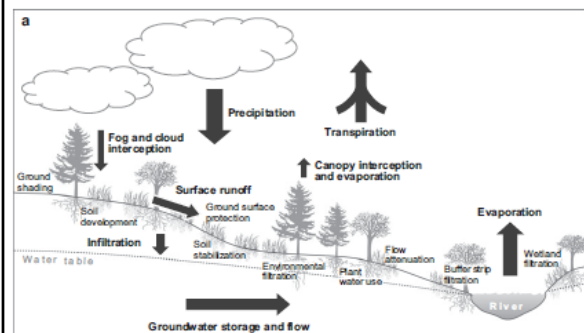 a
Precipitation
Transpiration
Fog and cloud
interception
Canopy interception
and evaporation
Ground
shading
Surface runoff
Ground surface
protection
Evaporation
Soil
development
Infiltration
Soil
stabilization
Flow
attenuation
Wetland
filtration
Water table
Environmental
filtration
Plant
water use
Buffer strip
filtration
River
Groundwater storage and flow